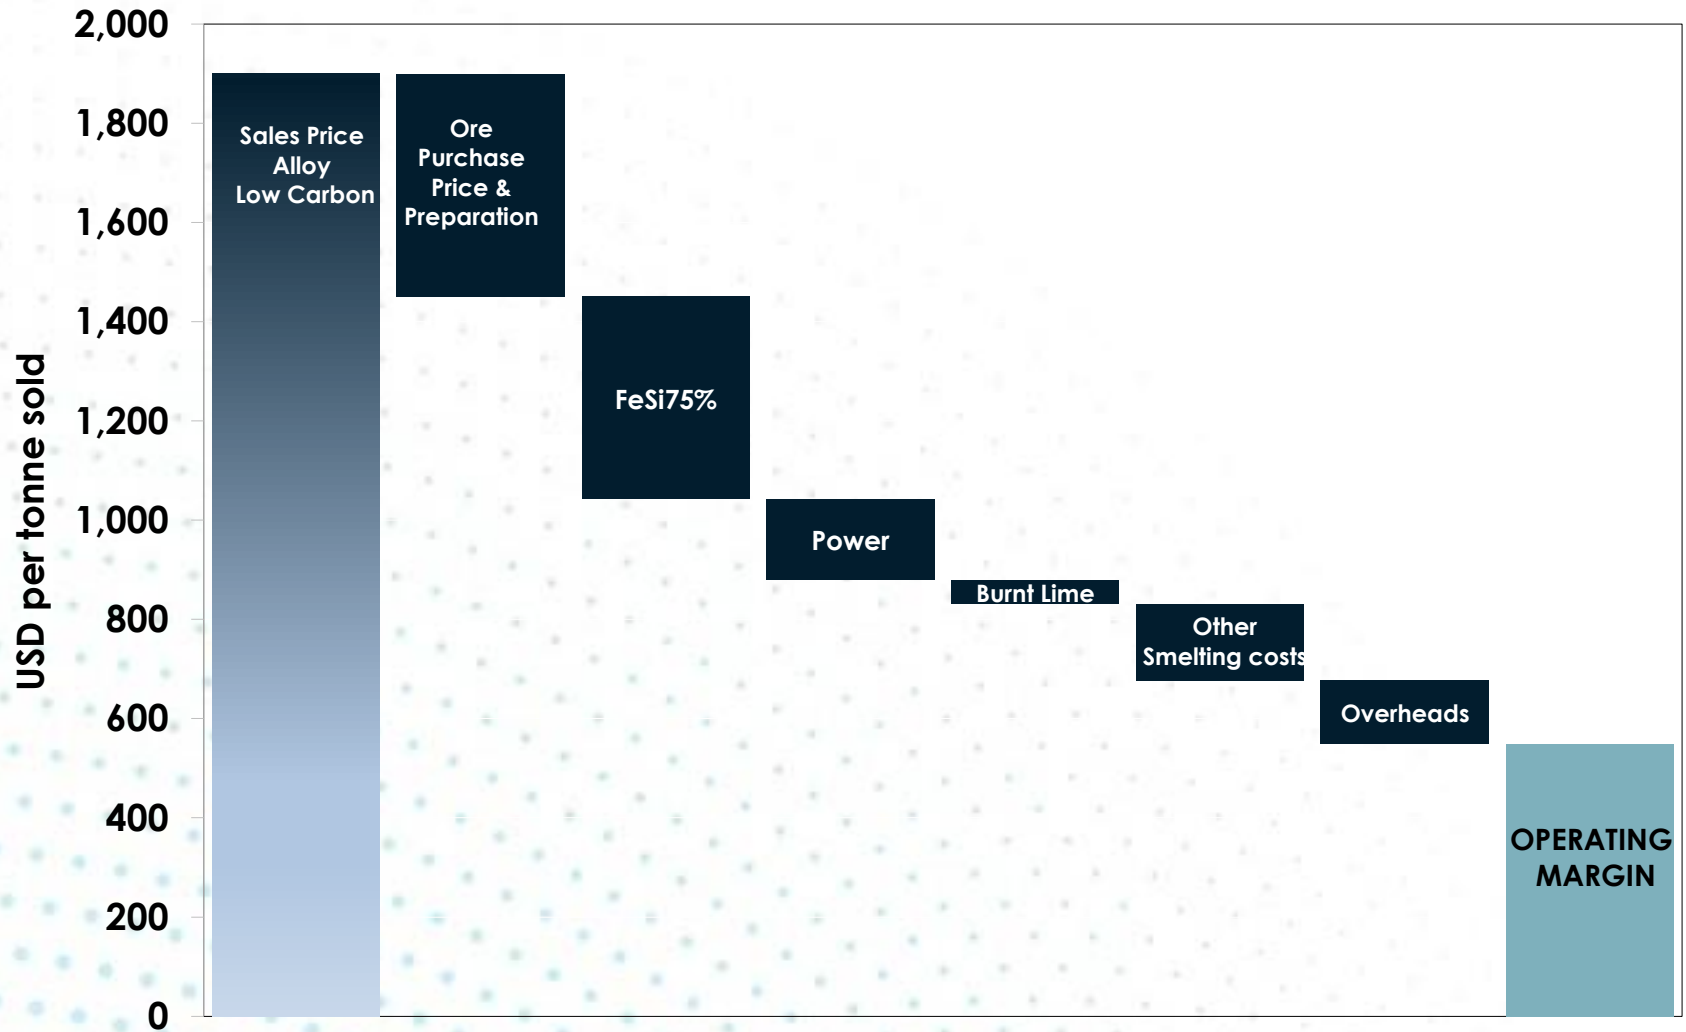 2,000
1,800
1,600
1,400
1,200
1,000
800
600
400
200
0
USD per tonne sold
Sales Price
Alloy
Low Carbon
Ore
Purchase
Price &
Preparation
FeSi75%
Power
Burnt Lime
Other
Smelting costs
Overheads
OPERATING
MARGIN